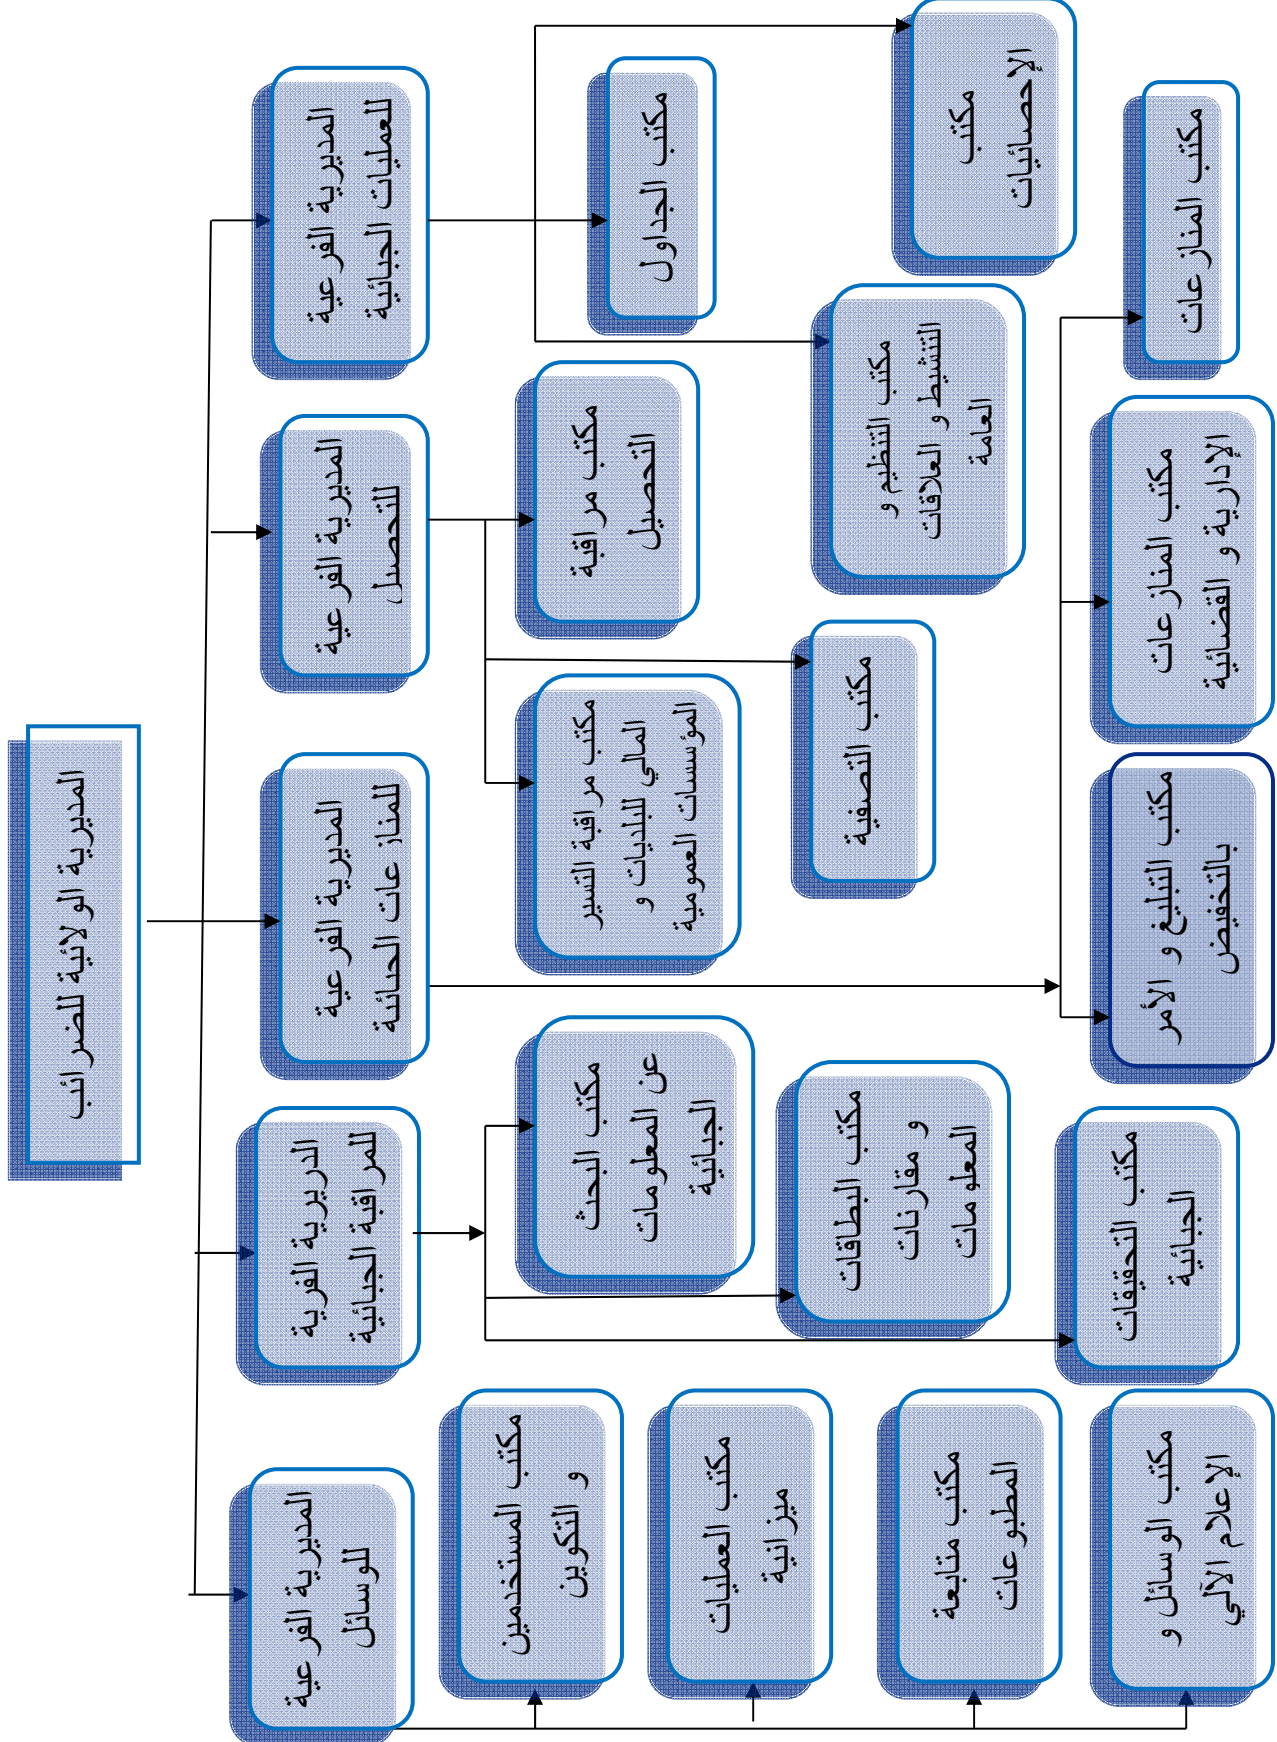 المديرية الولائية للضرائب
المديرية الفرعية
للعمليات الجبائية
المديرية الفرعية
للتحصيل
المديرية الفرعية
للمنازعات الجبائية
الدريرية الفرية
للمراقبة الجبائية
المديرية الفرعية
للوسائل
مكتب الجداول
مكتب
الإحصائيات
مكتب التنظيم و
التنشيط و العلاقات
العامة
مكتب مراقبة
التحصيل
مكتب مراقبة التسير
المالي للبلديات و
المؤسسات العمومية
مكتب التصفية
مكتب المنازعات
مكتب المنازعات
الإدارية و القضائية
مكتب التبليغ و الأمر
بالتخفيض
مكتب البحث
عن المعلومات
الجبائية
مكتب البطاقات
و مقارنات
المعلومات
مكتب التحقيقات
الجبائية
مكتب المستخدمين
و التكوين
مكتب العمليات
ميزانية
مكتب متابعة
المطبوعات
مكتب الوسائل و
الإعلام الآلي